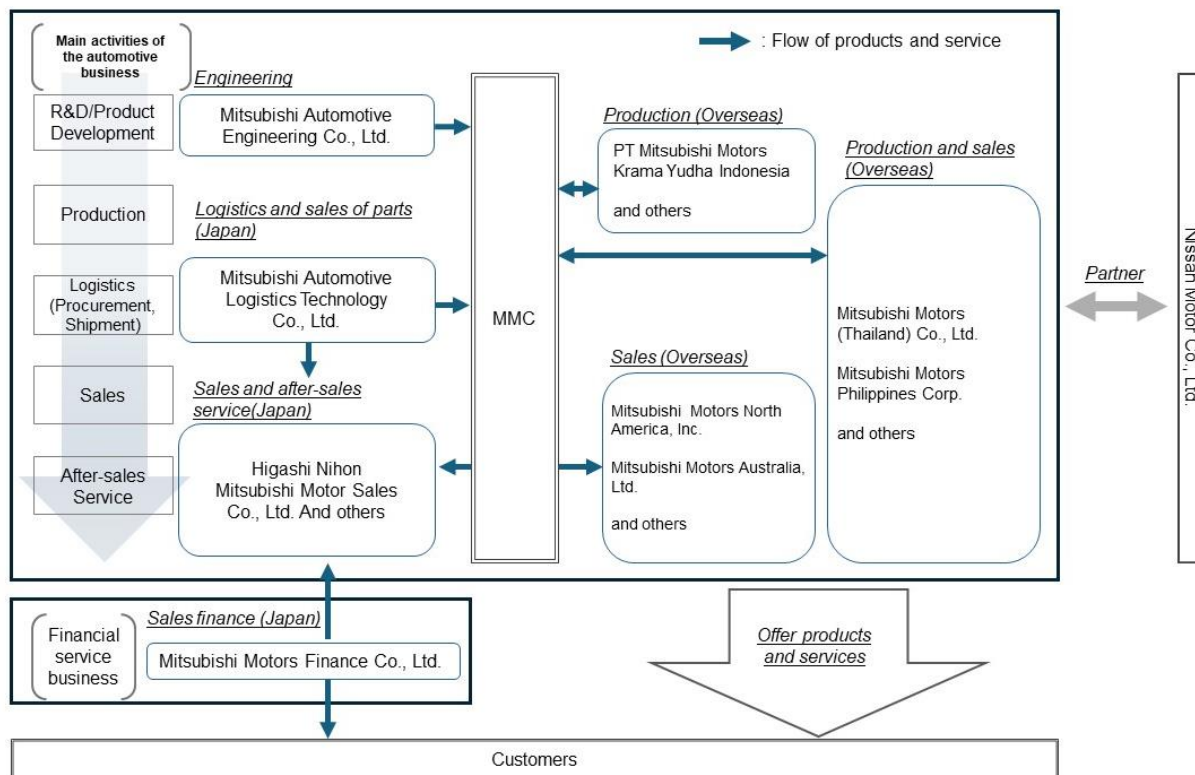 Main activities of
the automotive
business
: Flow of products and service
Engineering
R&D/Product
Development
Mitsubishi Automotive
Engineering Co., Ltd.
Production (Overseas)
PT Mitsubishi Motors
Krama Yudha Indonesia
and others
Production and sales
(Overseas)
Production
Logistics and sales of parts
(Japan)
Logistics
(Procurement,
Shipment)
Mitsubishi Automotive
Logistics Technology
Co., Ltd.
MMC
Mitsubishi Motors
(Thailand) Co., Ltd.
Mitsubishi Motors
Philippines Corp.
and others
Partner
Nissan Motor Co., Ltd.
Sales
Sales and after-sales
service(Japan)
Sales (Overseas)
Mitsubishi Motors North
America, Inc.
Mitsubishi Motors Australia,
Ltd.
and others
After-sales
Service
Higashi Nihon
Mitsubishi Motor Sales
Co., Ltd. And others
Financial
service
business
Sales finance (Japan)
Mitsubishi Motors Finance Co., Ltd.
Offer products
and services
Customers